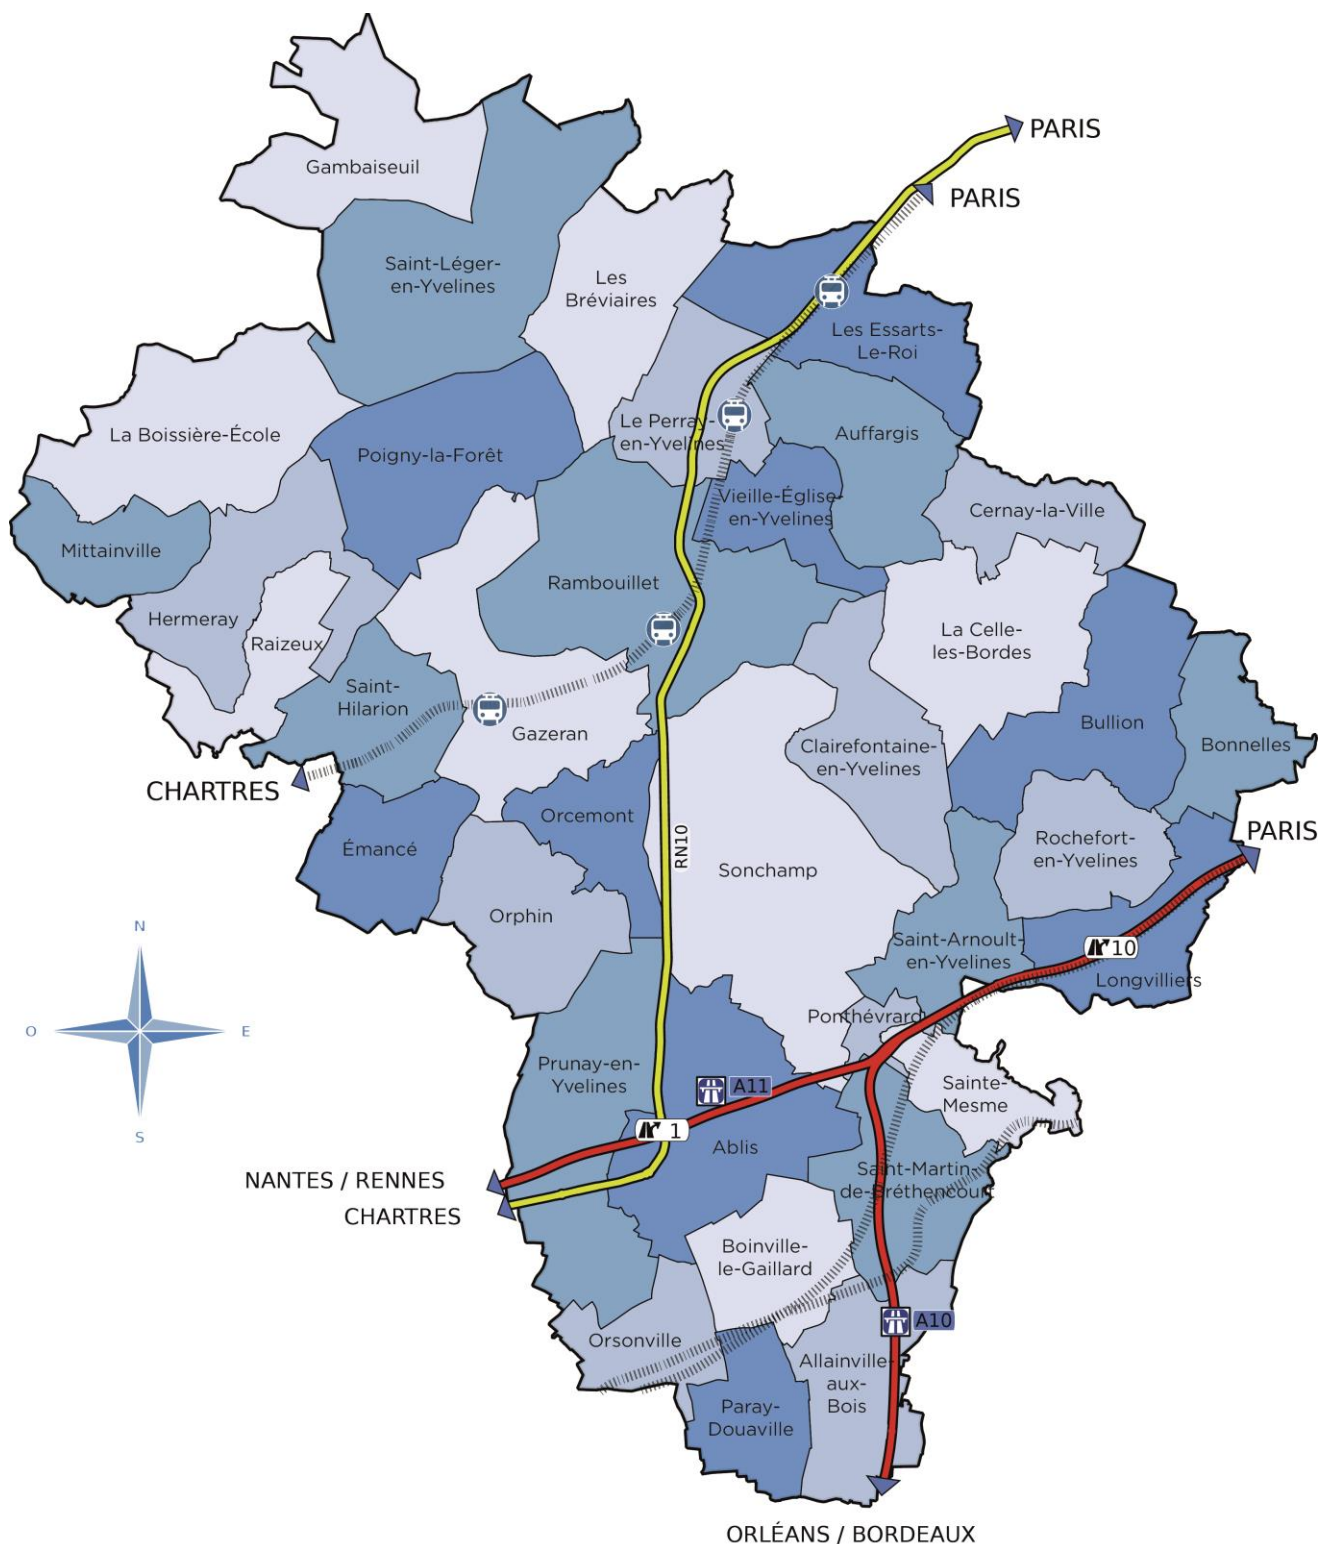 PARIS
Gambaiseuil
PARIS
Saint-Léger-
en-Yvelines
Les
Bréviaires
Les Essarts-
Le-Roi
La Boissière-École
Poigny-la-Forêt
Le Perray-
en-Yvelines
Auffargis
Vieille-Église-
en-Yvelines
Cernay-la-Ville
Mittainville
Rambouillet
Hermeray
Raizeux
La Celle-
les-Bordes
Saint-
Hilarion
Gazeran
Clairefontaine-
en-Yvelines
Bullion
Bonnelles
CHARTRES
Orcemont
Émancé
RN10
Sonchamp
Rochefort-
en-Yvelines
PARIS
Orphin
Saint-Arnoult-
en-Yvelines
10
Longvilliers
N
O
E
S
Ponthévrard
Prunay-en-
Yvelines
A11
Sainte-
Mesme
1
Ablis
NANTES / RENNES
CHARTRES
Saint-Martin-
de-Bréthencourt
Boinville-
le-Gaillard
Orsonville
A10
Allainville-
aux-
Bois
Paray-
Douaville
ORLÉANS / BORDEAUX